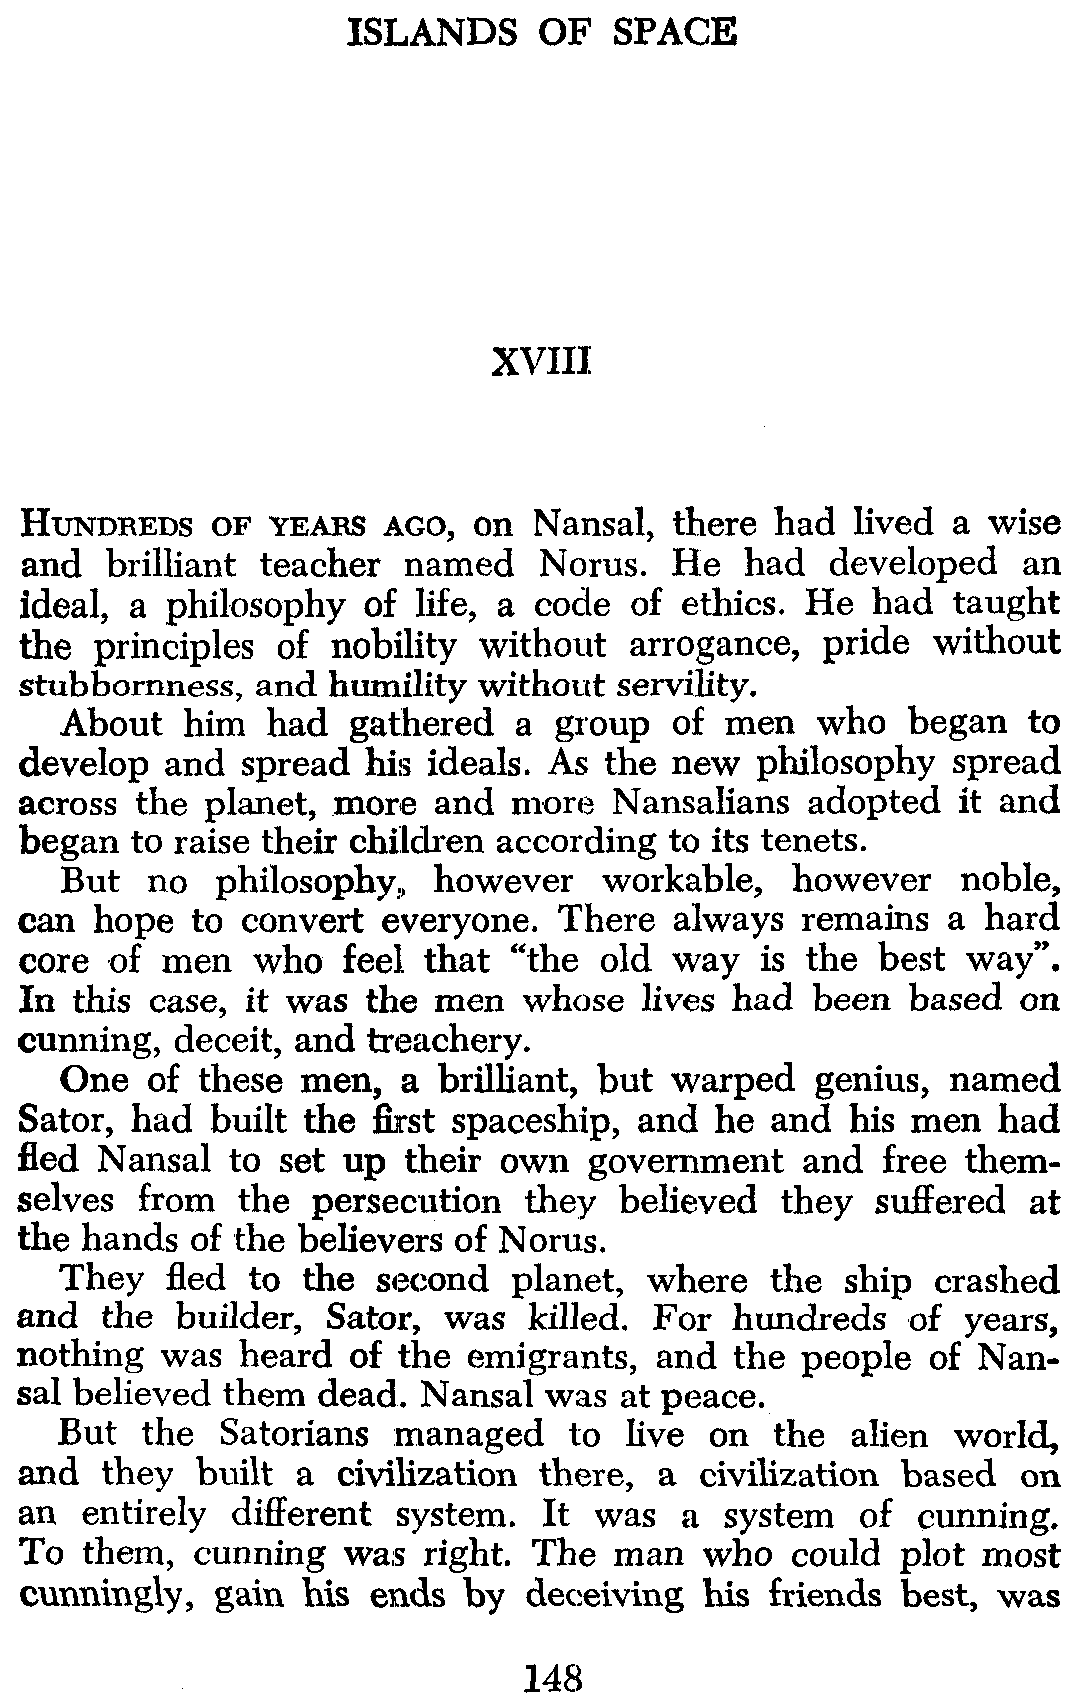 ISLANDS OF SPACE
XVIII
HUNDREDS OF YEARS AGO, on Nansal, there had lived a wise
and brilliant teacher named Norus. He had developed an
ideal, a philosophy of life, a code of ethics. He had taught
the principles of nobility without arrogance, pride without
stubbornness, and humility without servility.
About him had gathered a group of men who began to
develop and spread his ideals. As the new philosophy spread
across the planet, more and more Nansalians adopted it and
began to raise their children according to its tenets.
But no philosophy, however workable, however noble,
can hope to convert everyone. There always remains a hard
core of men who feel that “the old way is the best way”.
In this case, it was the men whose lives had been based on
cunning, deceit, and treachery.
One of these men, a brilliant, but warped genius, named
Sator, had built the first spaceship, and he and his men had
fled Nansal to set up their own government and free them-
selves from the persecution they believed they suffered at
the hands of the believers of Norus.
They fled to the second planet, where the ship crashed
and the builder, Sator, was killed. For hundreds of years,
nothing was heard of the emigrants, and the people of Nan-
sal believed them dead. Nansal was at peace.
But the Satorians managed to live on the alien world,
and they built a civilization there, a civilization based on
an entirely different system. It was a system of cunning.
To them, cunning was right. The man who could plot most
cunningly, gain his ends by deceiving his friends best, was
148